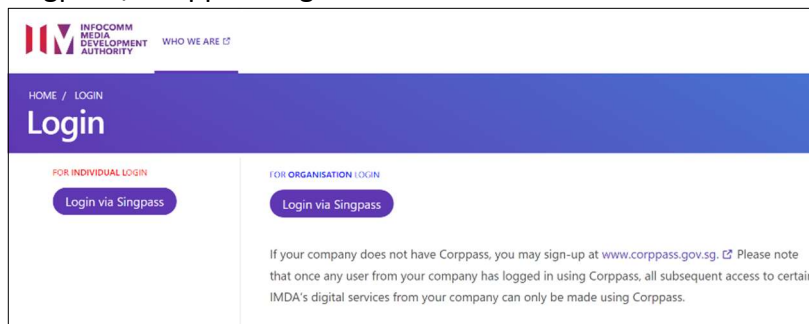 INFOCOMM
MEDIA
DEVELOPMENT
AUTHORITY
WHO WE ARE
HOME / LOGIN
Login
FOR INDIVIDUAL LOGIN
Login via Singpass
FOR ORGANISATION LOGIN
Login via Singpass
If your company does not have Corppass, you may sign-up at www.corppass.gov.sg. Please note
that once any user from your company has logged in using Corppass, all subsequent access to certain
IMDA's digital services from your company can only be made using Corppass.